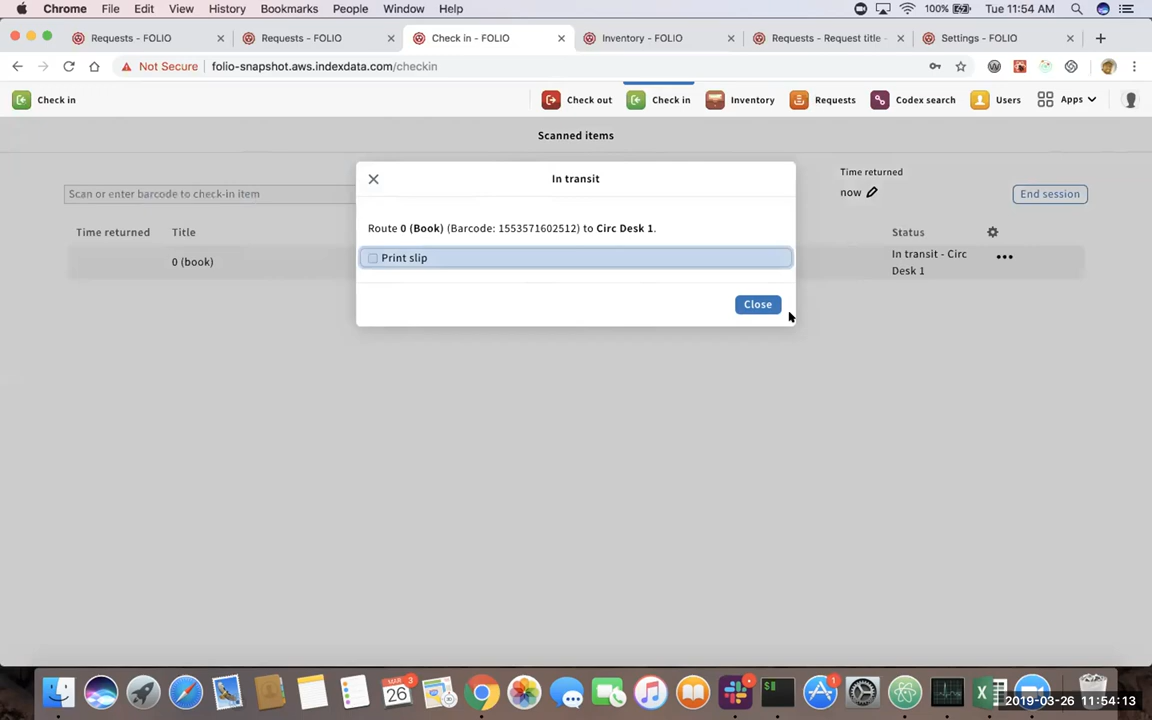 Chrome File Edit View History Bookmarks People Window Help 100% Tue 11:54 AM
Requests - FOLIO Requests - FOLIO Check in - FOLIO Inventory - FOLIO Requests - Request title - Settings - FOLIO
Not Secure folio-snapshot.aws.indexdata.com/checkin
Check in Check out Check in Inventory Requests Codex search Users Apps
Scanned items
In transit
Time returned
now
Scan or enter barcode to check-in item
End session
Route 0 (Book) (Barcode: 1553571602512) to Circ Desk 1.
Time returned Title Status
Print slip
0 (book) In transit - Circ
Desk 1
Close
MAR 3
26
1
2019-03-26 11:54:13